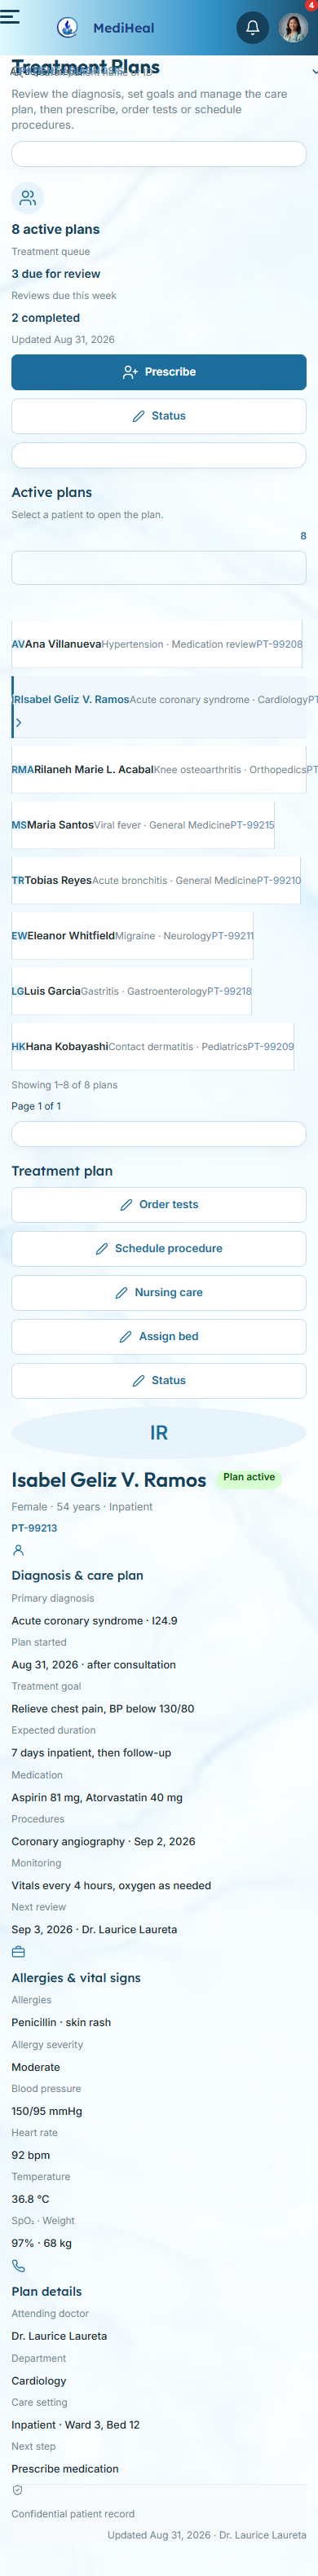 4
MediHeal
Treatment Plans
Review the diagnosis, set goals and manage the care
plan, then prescribe, order tests or schedule
procedures.
8 active plans
Treatment queue
3 due for review
Reviews due this week
2 completed
Updated Aug 31, 2026
Prescribe
Status
Active plans
Select a patient to open the plan.
8
AVAna VillanuevaHypertension · Medication reviewPT-99208
IRIsabel Geliz V. RamosAcute coronary syndrome · CardiologyPT
RMARilaneh Marie L. AcabalKnee osteoarthritis · OrthopedicsPT
MSMaria SantosViral fever · General MedicinePT-99215
TRTobias ReyesAcute bronchitis · General MedicinePT-99210
EWEleanor WhitfieldMigraine · NeurologyPT-99211
LGLuis GarciaGastritis · GastroenterologyPT-99218
HKHana KobayashiContact dermatitis · PediatricsPT-99209
Showing 1–8 of 8 plans
Page 1 of 1
Treatment plan
Order tests
Schedule procedure
Nursing care
Assign bed
Status
IR
Isabel Geliz V. Ramos Plan active
Female · 54 years · Inpatient
PT-99213
Diagnosis & care plan
Primary diagnosis
Acute coronary syndrome · I24.9
Plan started
Aug 31, 2026 · after consultation
Treatment goal
Relieve chest pain, BP below 130/80
Expected duration
7 days inpatient, then follow-up
Medication
Aspirin 81 mg, Atorvastatin 40 mg
Procedures
Coronary angiography · Sep 2, 2026
Monitoring
Vitals every 4 hours, oxygen as needed
Next review
Sep 3, 2026 · Dr. Laurice Laureta
Allergies & vital signs
Allergies
Penicillin · skin rash
Allergy severity
Moderate
Blood pressure
150/95 mmHg
Heart rate
92 bpm
Temperature
36.8 °C
SpO₂ · Weight
97% · 68 kg
Plan details
Attending doctor
Dr. Laurice Laureta
Department
Cardiology
Care setting
Inpatient · Ward 3, Bed 12
Next step
Prescribe medication
Confidential patient record
Updated Aug 31, 2026 · Dr. Laurice Laureta